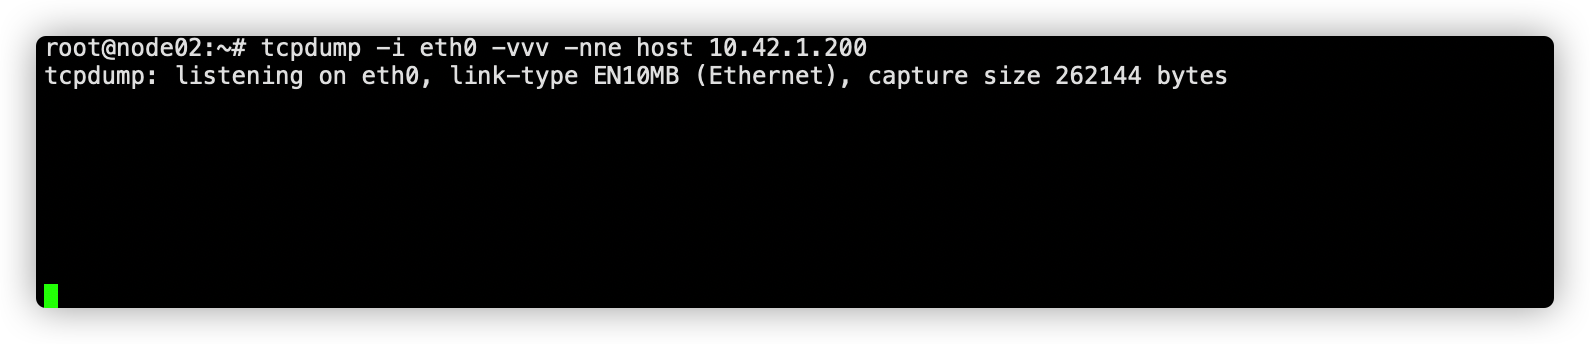 root@node02:~# tcpdump -i eth0 -vvv -nne host 10.42.1.200
tcpdump: listening on eth0, link-type EN10MB (Ethernet), capture size 262144 bytes